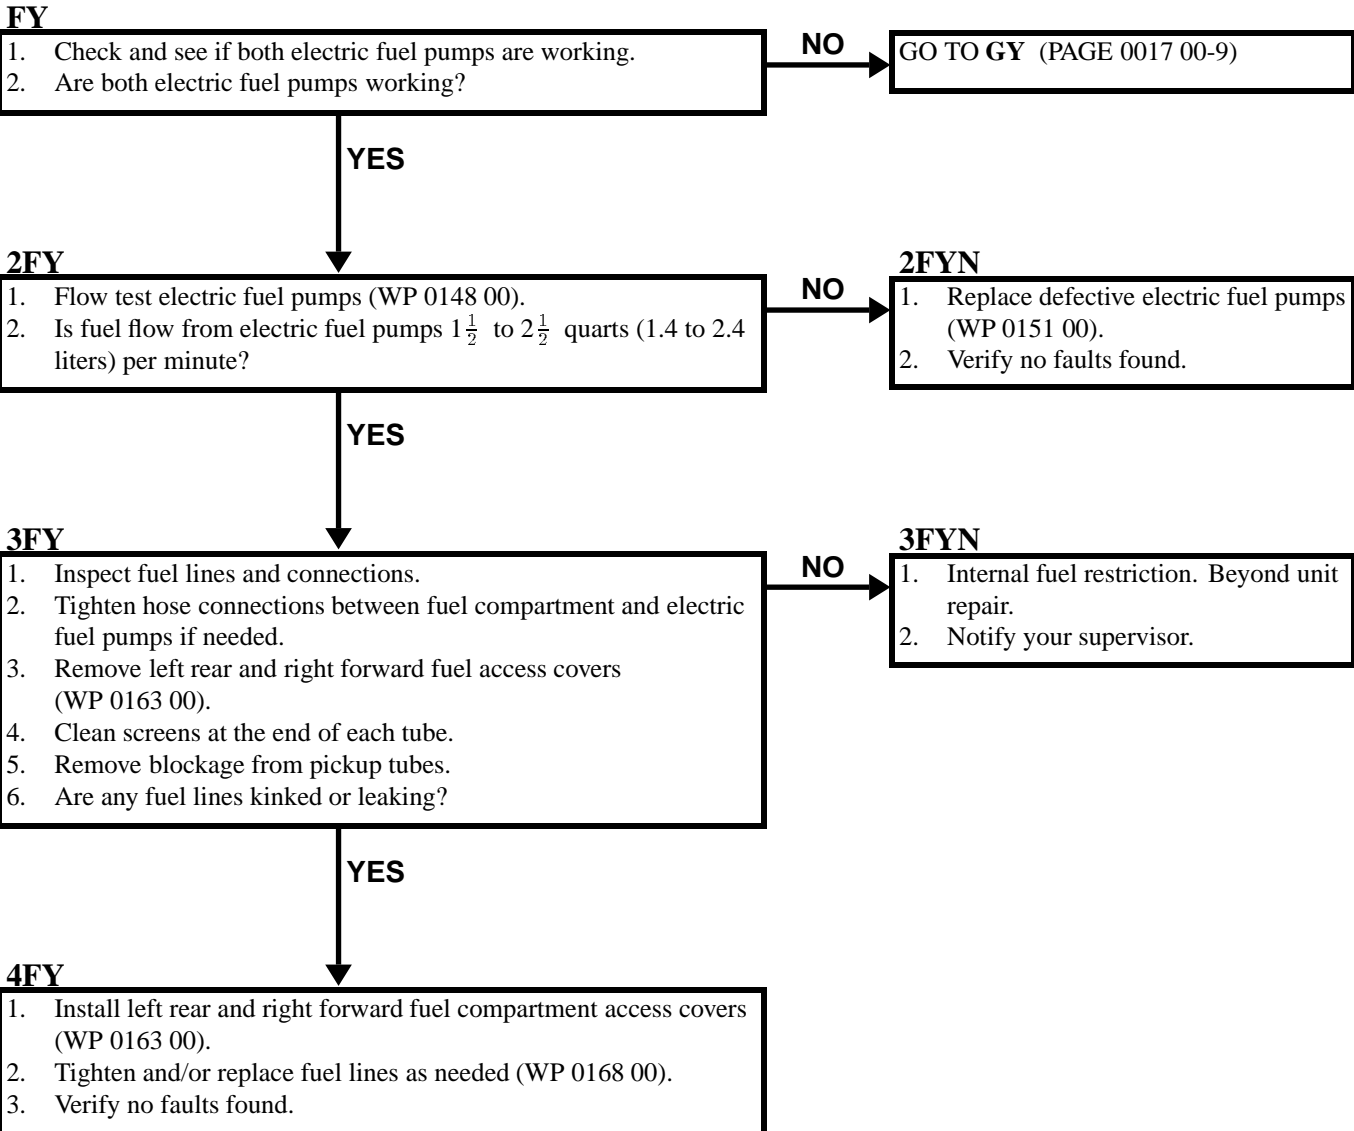 FY
1. Check and see if both electric fuel pumps are working.
2. Are both electric fuel pumps working?
NO
GO TO GY (PAGE 0017 00-9)
YES
2FY
1. Flow test electric fuel pumps (WP 0148 00).
2. Is fuel flow from electric fuel pumps 1 1/2 to 2 1/2 quarts (1.4 to 2.4
liters) per minute?
NO
2FYN
1. Replace defective electric fuel pumps
(WP 0151 00).
2. Verify no faults found.
YES
3FY
1. Inspect fuel lines and connections.
2. Tighten hose connections between fuel compartment and electric
fuel pumps if needed.
3. Remove left rear and right forward fuel access covers
(WP 0163 00).
4. Clean screens at the end of each tube.
5. Remove blockage from pickup tubes.
6. Are any fuel lines kinked or leaking?
NO
3FYN
1. Internal fuel restriction. Beyond unit
repair.
2. Notify your supervisor.
YES
4FY
1. Install left rear and right forward fuel compartment access covers
(WP 0163 00).
2. Tighten and/or replace fuel lines as needed (WP 0168 00).
3. Verify no faults found.